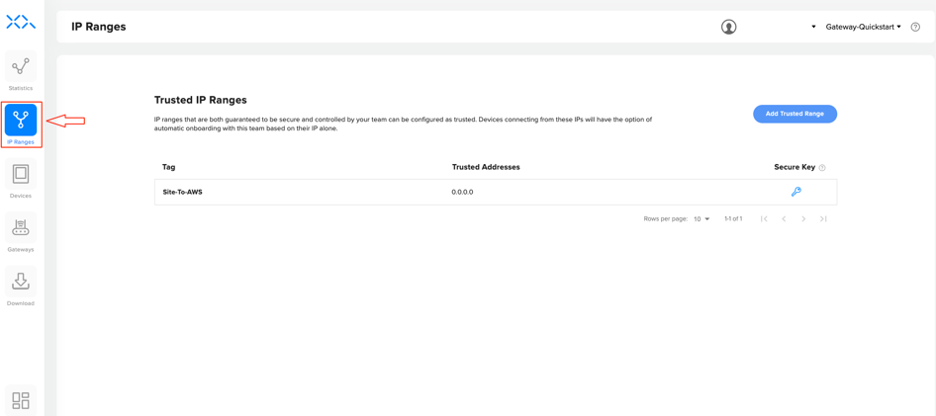 IP Ranges
Gateway-Quickstart
Statistics
IP Ranges
Devices
Gateways
Download
Trusted IP Ranges
IP ranges that are both guaranteed to be secure and controlled by your team can be configured as trusted. Devices connecting from these IPs will have the option of
automatic onboarding with this team based on their IP alone.
Add Trusted Range
Tag Trusted Addresses Secure Key
Site-To-AWS 0.0.0.0
Rows per page: 10 1-1 of 1